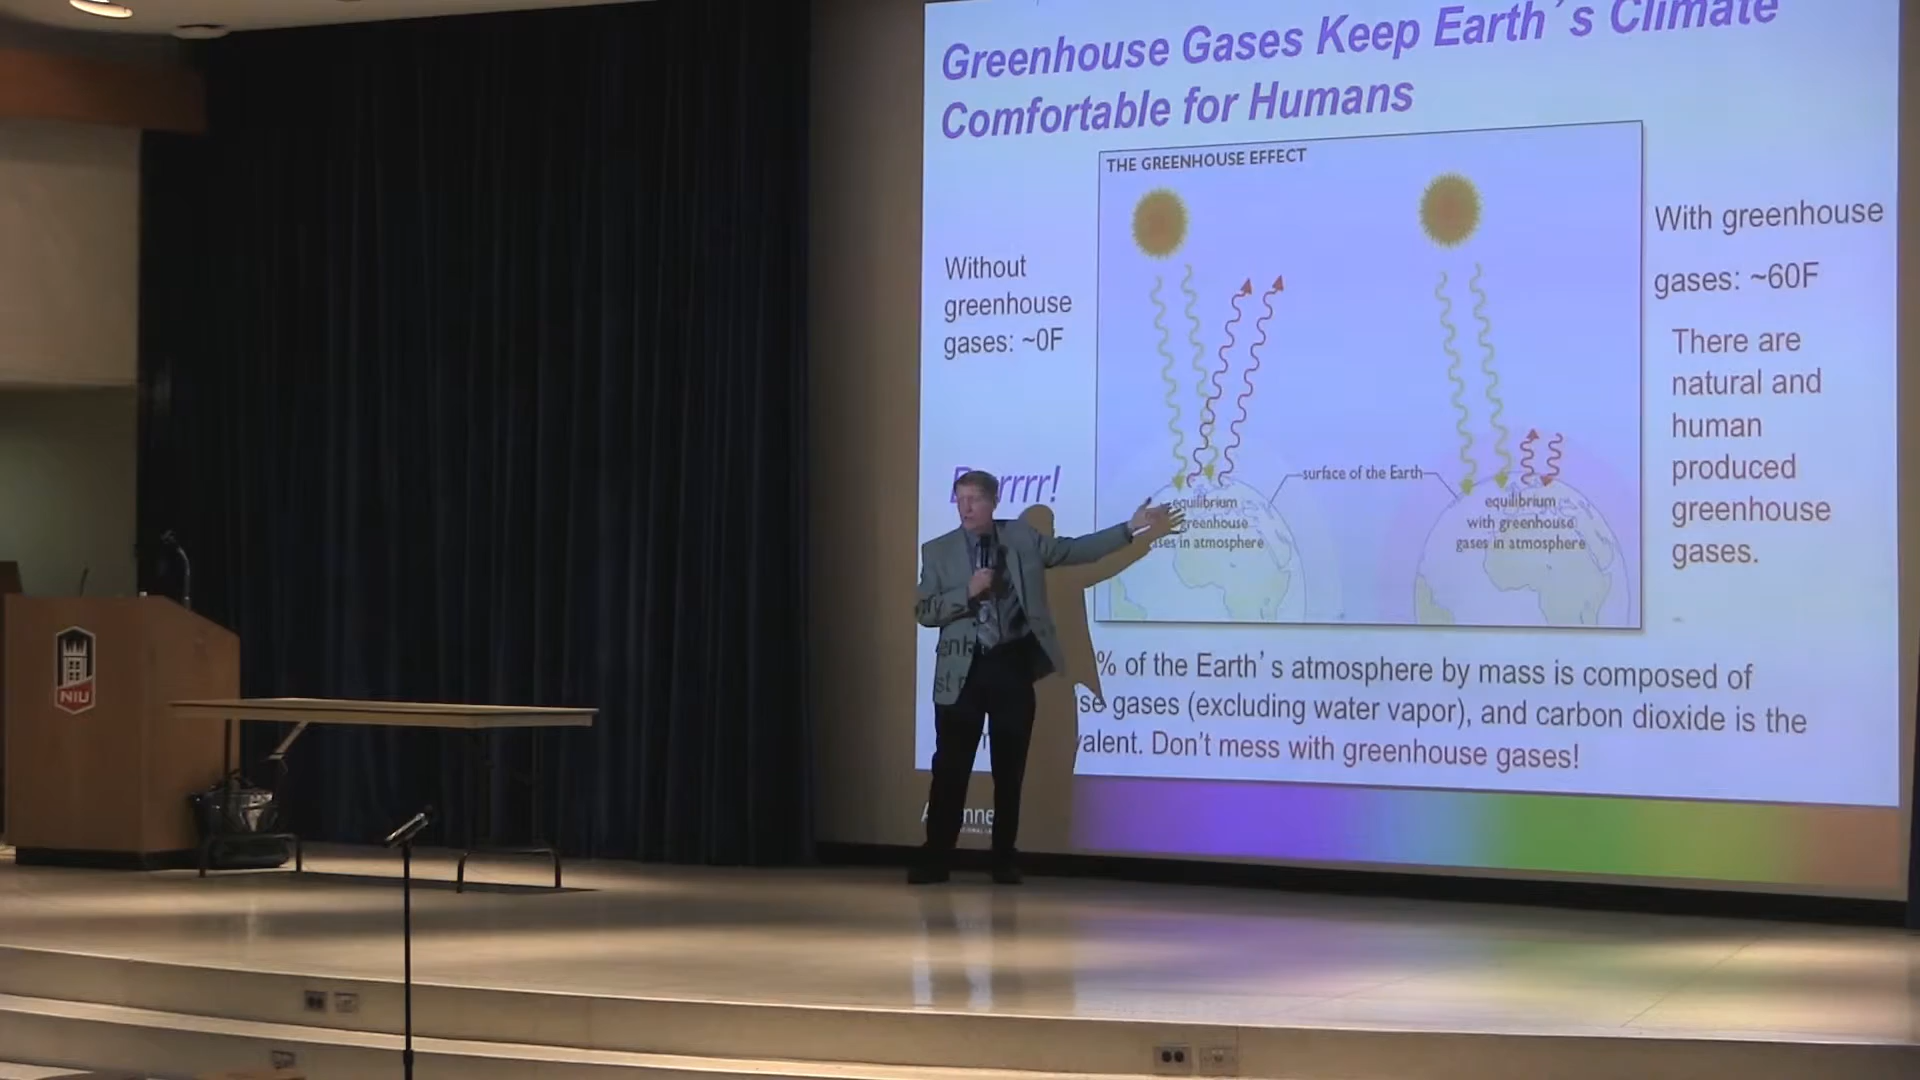 Greenhouse Gases Keep Earth´s Climate
Comfortable for Humans
THE GREENHOUSE EFFECT
Without
greenhouse
gases: ~0F
With greenhouse
gases: ~60F
There are
natural and
human
produced
greenhouse
gases.
surface of the Earth
equilibrium
greenhouse
in atmosphere
equilibrium
with greenhouse
gases in atmosphere
% of the Earth’s atmosphere by mass is composed of
gases (excluding water vapor), and carbon dioxide is the
Don’t mess with greenhouse gases!
NIU